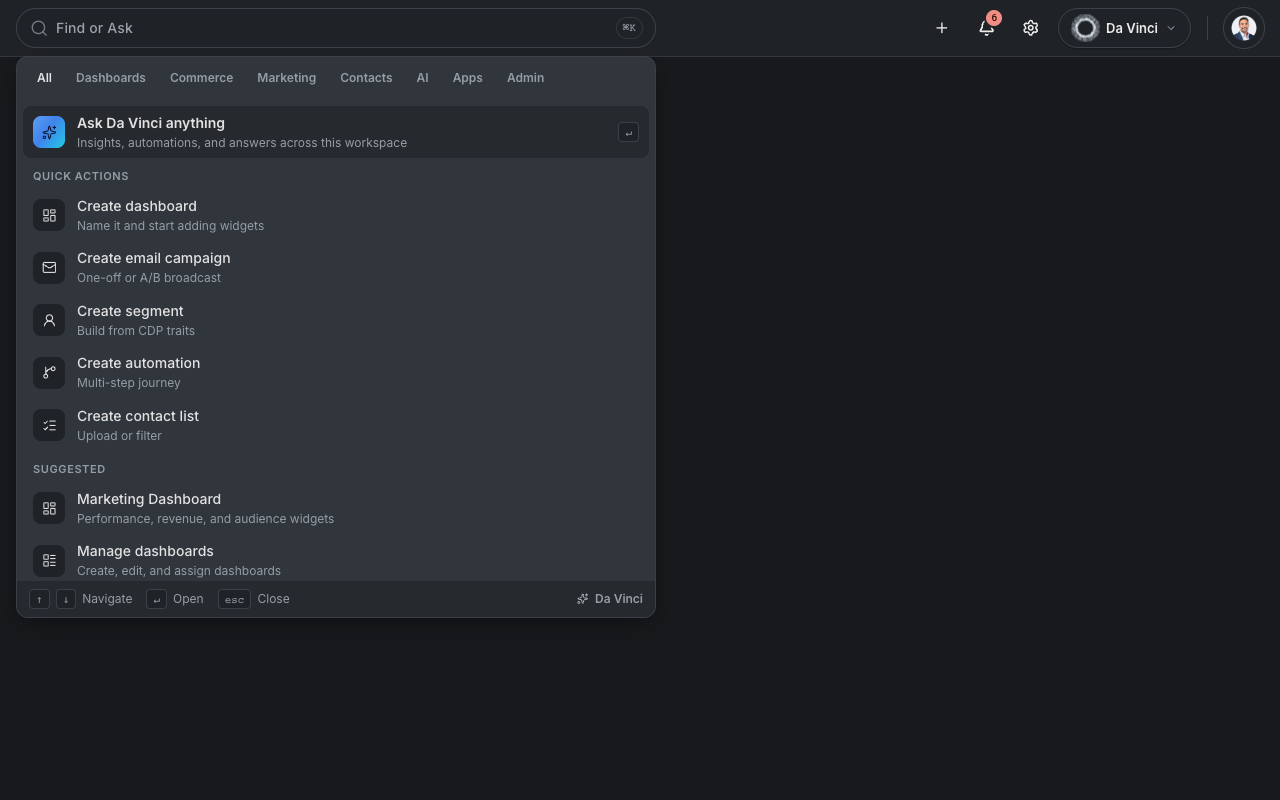 Find or Ask
⌘K
6
Da Vinci
All Dashboards Commerce Marketing Contacts AI Apps Admin
Ask Da Vinci anything
Insights, automations, and answers across this workspace
↵
QUICK ACTIONS
Create dashboard
Name it and start adding widgets
Create email campaign
One-off or A/B broadcast
Create segment
Build from CDP traits
Create automation
Multi-step journey
Create contact list
Upload or filter
SUGGESTED
Marketing Dashboard
Performance, revenue, and audience widgets
Manage dashboards
Create, edit, and assign dashboards
↑ ↓ Navigate ↵ Open esc Close Da Vinci